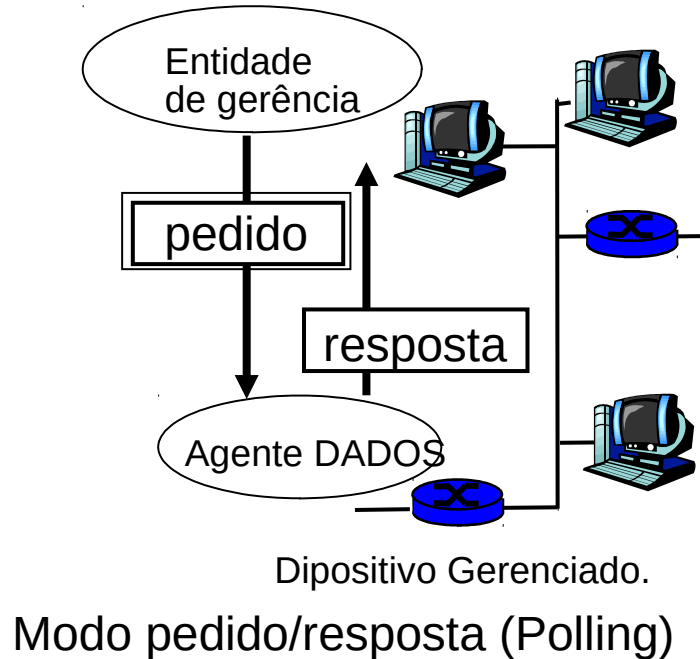 Entidade
de gerência
pedido
resposta
Agente DADOS
Dipositivo Gerenciado.
Modo pedido/resposta (Polling)